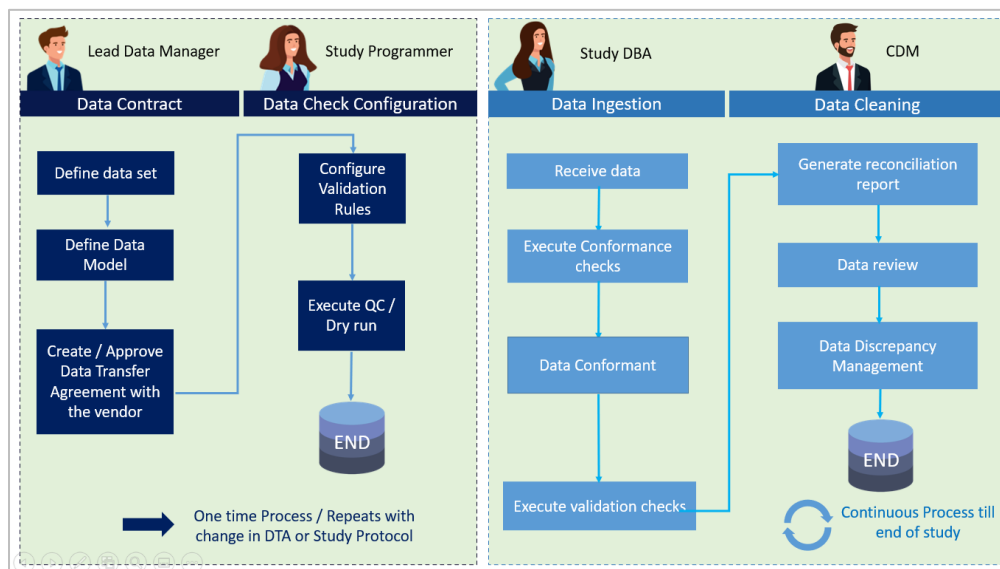 Lead Data Manager
Study Programmer
Data Contract
Data Check Configuration
Define data set
Define Data
Model
Create / Approve
Data Transfer
Agreement with
the vendor
Configure
Validation
Rules
Execute QC /
Dry run
END
One time Process / Repeats with
change in DTA or Study Protocol
Study DBA
CDM
Data Ingestion
Data Cleaning
Receive data
Execute Conformance
checks
Data Conformant
Execute validation checks
Generate reconciliation
report
Data review
Data Discrepancy
Management
END
Continuous Process till
end of study